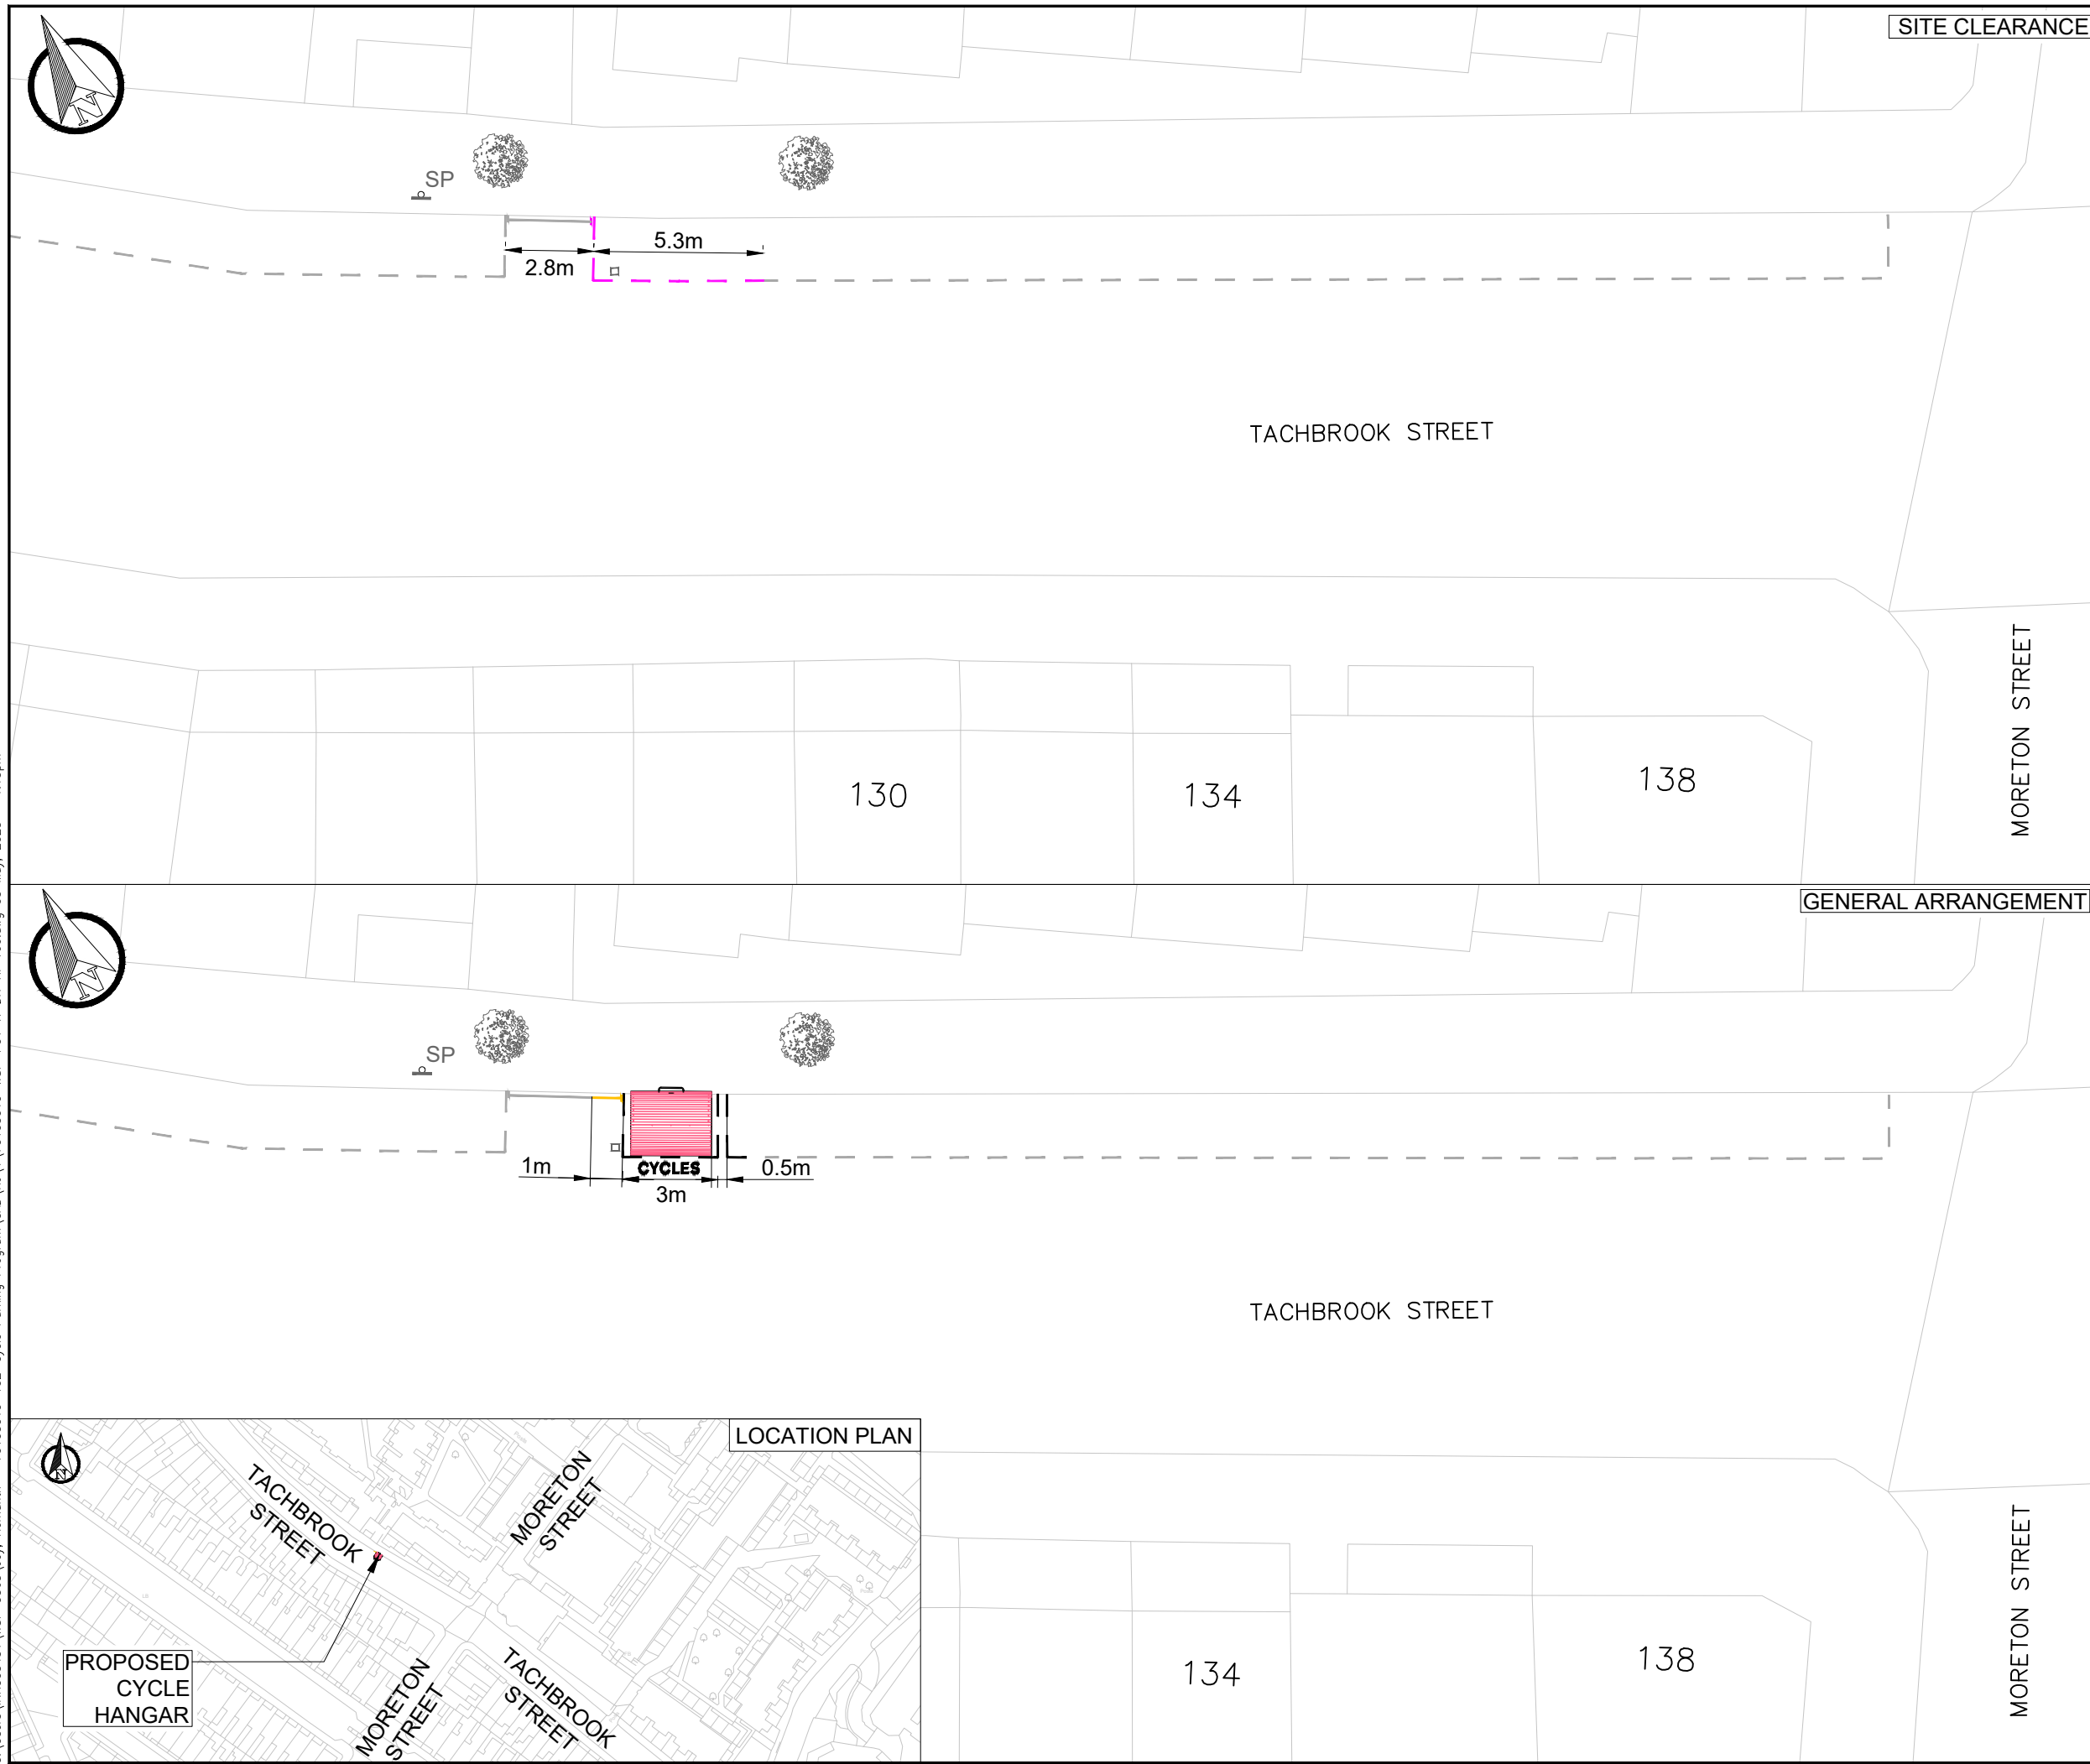 SITE CLEARANCE
N
SP
5.3m
2.8m
TACHBROOK STREET
MORETON STREET
130
134
138
GENERAL ARRANGEMENT
N
SP
1m
CYCLES
0.5m
3m
TACHBROOK STREET
LOCATION PLAN
N
TACHBROOK
STREET
MORETON
STREET
PROPOSED
CYCLE
HANGAR
MORETON
STREET
TACHBROOK
STREET
134
138
MORETON STREET